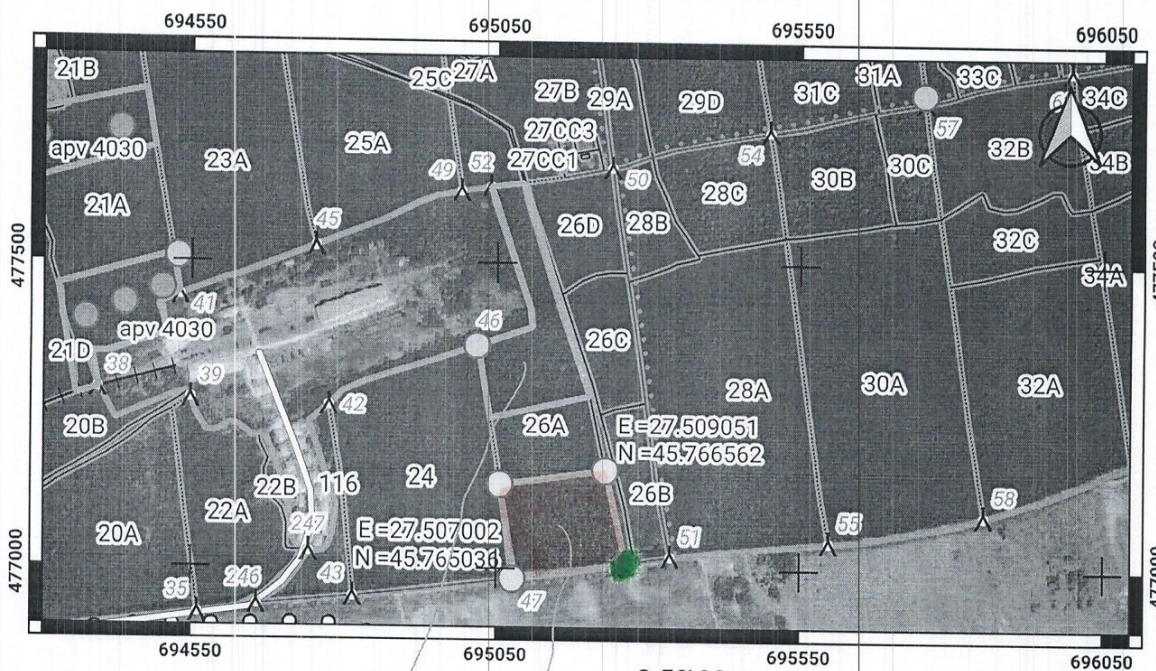 694550 695050 695550 696050
21B 25C 27A 31A 33C
27B 29A 29D 31C 34C
apv 4030 23A 25A 27CC3 57
27CC1 54 32B
49 52 50 30C 34B
21A 28C 30B
45 26D 28B
32C
477500 41 34A
apv 4030 46
21D 26C
38 39 28A 30A 32A
42
20B 26A E=27.509051
N=45.766562
24 26B
22B 116 58
22A 247 E=27.507002 51 55
20A N=45.765036
477000 35 246 43 47 477000
694550 695050 695550 696050